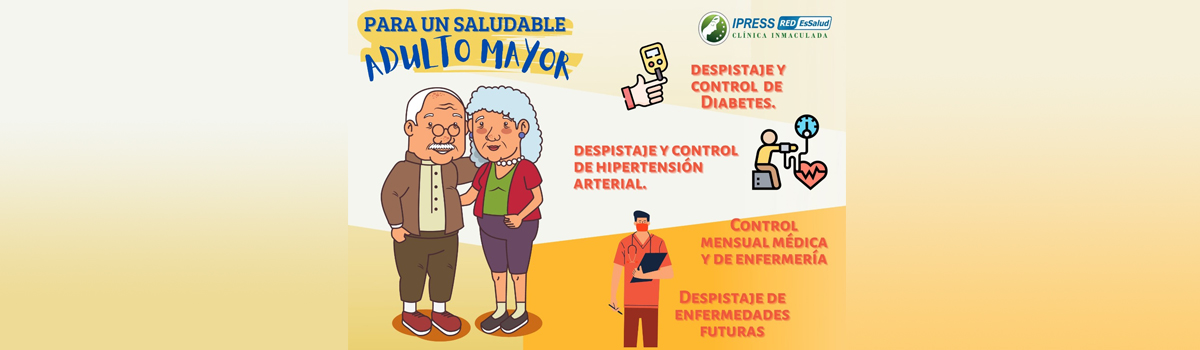 PARA UN SALUDABLE
ADULTO MAYOR
IPRESS RED EsSalud
CLÍNICA INMACULADA
DESPISTAJE Y
CONTROL DE
DIABETES.
DESPISTAJE Y CONTROL
DE HIPERTENSIÓN
ARTERIAL.
CONTROL
MENSUAL MÉDICA
Y DE ENFERMERÍA
DESPISTAJE DE
ENFERMEDADES
FUTURAS